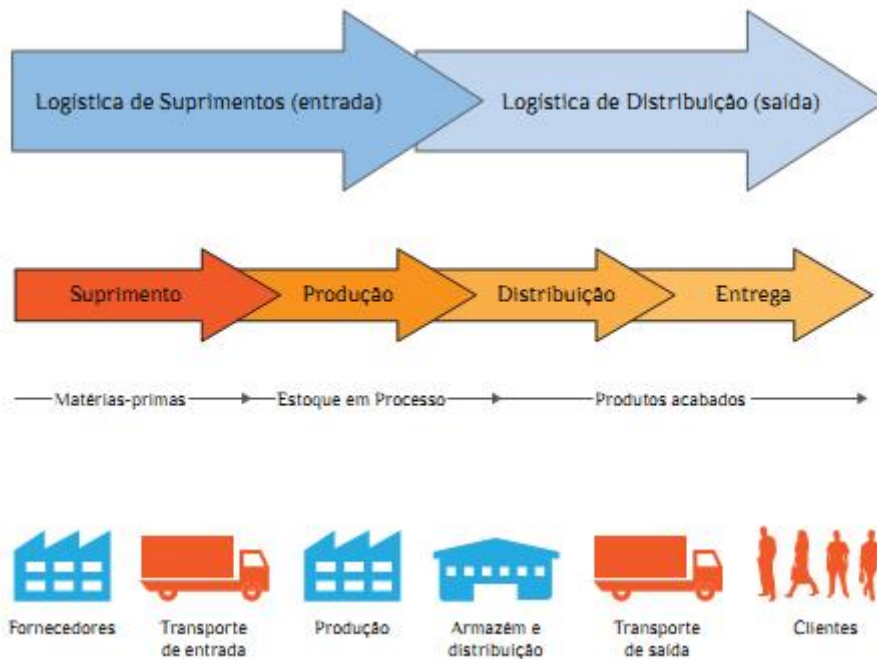 Logística de Suprimentos (entrada)
Logística de Distribuição (saída)
Suprimento
Produção
Distribuição
Entrega
Matérias-primas
Estoque em Processo
Produtos acabados
Fornecedores
Transporte
de entrada
Produção
Armazém e
distribuição
Transporte
de saída
Clientes